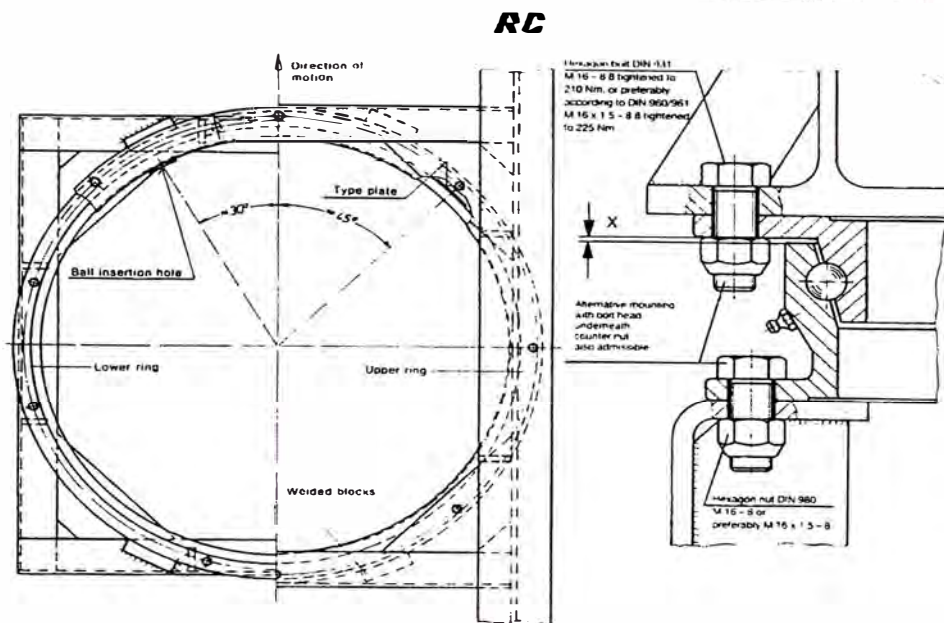 RC
Direction of
motion
Hexagon bolt DIN 931
M 16 – 8.8 tightened to
210 Nm, or preferably
according to DIN 960/961
M 16 x 1.5 – 8.8 tightened
to 225 Nm
Type plate
≈30°
≈45°
X
Ball insertion hole
Alternative mounting
with bolt head
underneath
counter nut
also admissible
Lower ring
Upper ring
Welded blocks
Hexagon nut DIN 980
M 16 – 8 or
preferably M 16 x 1.5 – 8